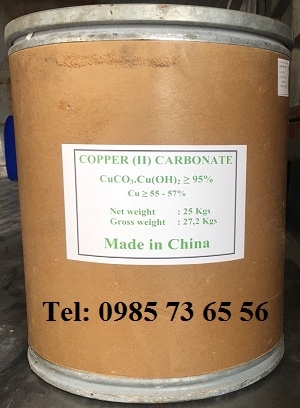 COPPER (II) CARBONATE
CuCO₃.Cu(OH)₂ ≥ 95%
Cu ≥ 55 - 57%
Net weight : 25 Kgs
Gross weight : 27,2 Kgs
Made in China
Tel: 0985 73 65 56